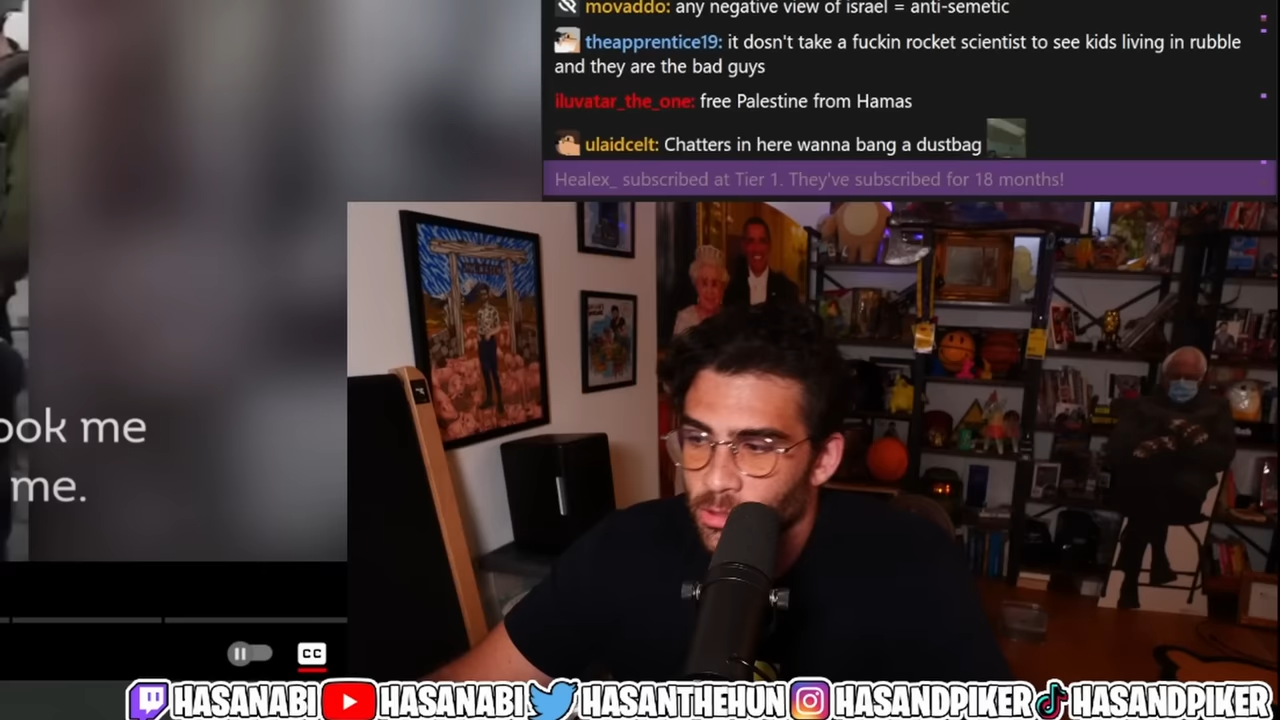 movaddo: any negative view of israel = anti-semetic
theapprentice19: it dosn't take a fuckin rocket scientist to see kids living in rubble
and they are the bad guys
iluvatar_the_one: free Palestine from Hamas
ulaidcelt: Chatters in here wanna bang a dustbag
Healex_ subscribed at Tier 1. They've subscribed for 18 months!
ook me
me.
CC
HASANABI HASANABI HASANTHEHUN HASANDPIKER HASANDPIKER